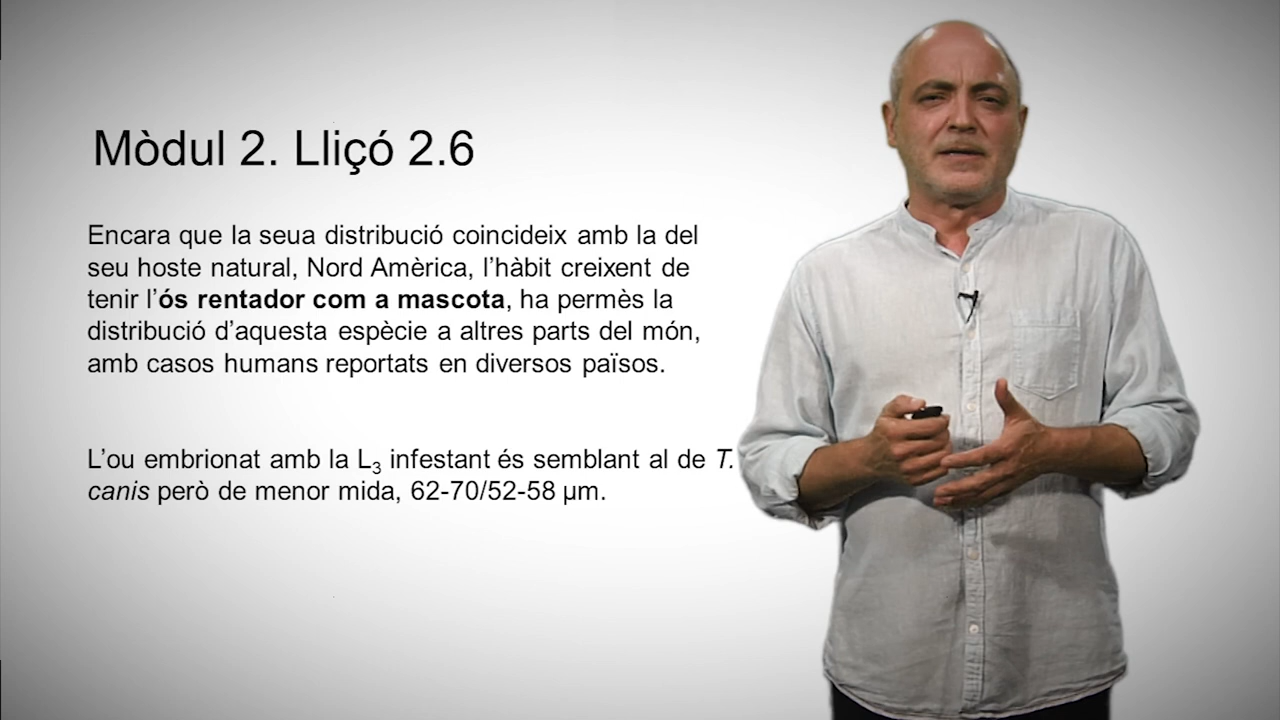 Mòdul 2. Lliçó 2.6
Encara que la seua distribució coincideix amb la del
seu hoste natural, Nord Amèrica, l’hàbit creixent de
tenir l’ós rentador com a mascota, ha permès la
distribució d’aquesta espècie a altres parts del món,
amb casos humans reportats en diversos països.
L’ou embrionat amb la L3 infestant és semblant al de T.
canis però de menor mida, 62-70/52-58 µm.